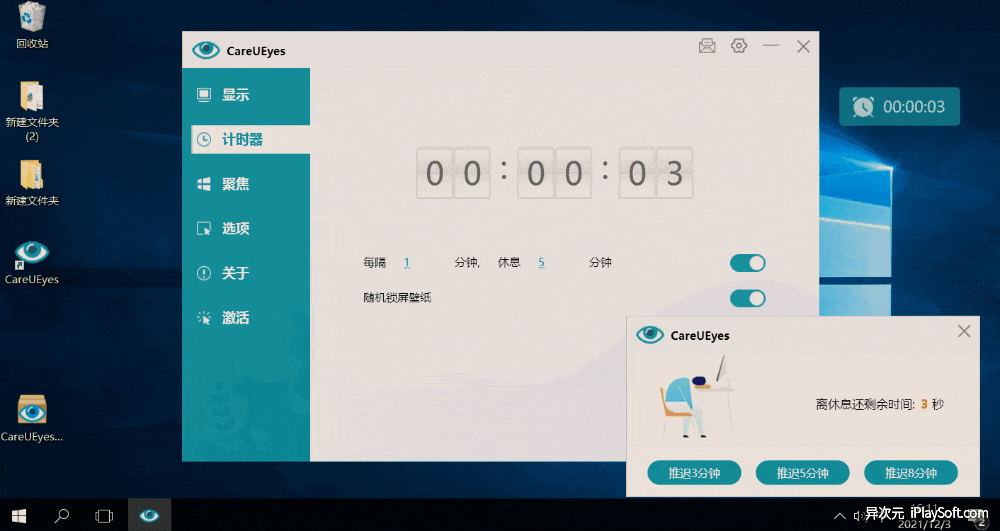 回收站
新建文件夹
(2)
新建文件夹
CareUEyes
CareUEyes...
CareUEyes
显示
计时器
聚焦
选项
关于
激活
00:00:03
每隔 1 分钟, 休息 5 分钟
随机锁屏壁纸
00:00:03
CareUEyes
离休息还剩余时间: 3 秒
推迟3分钟 推迟5分钟 推迟8分钟
异次元 iPlaySoft.com
2021/12/3
2